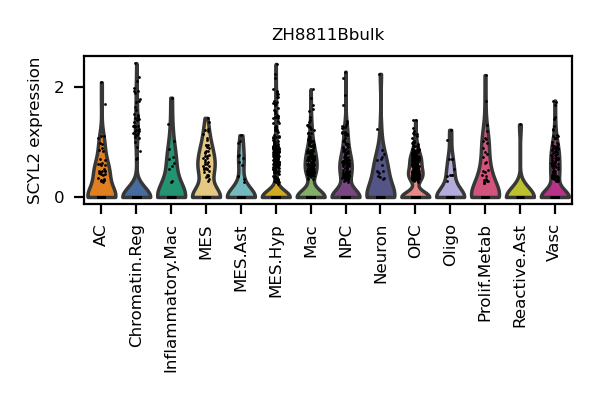 ZH8811Bbulk
SCYL2 expression
2
0
AC
Chromatin.Reg
Inflammatory.Mac
MES
MES.Ast
MES.Hyp
Mac
NPC
Neuron
OPC
Oligo
Prolif.Metab
Reactive.Ast
Vasc